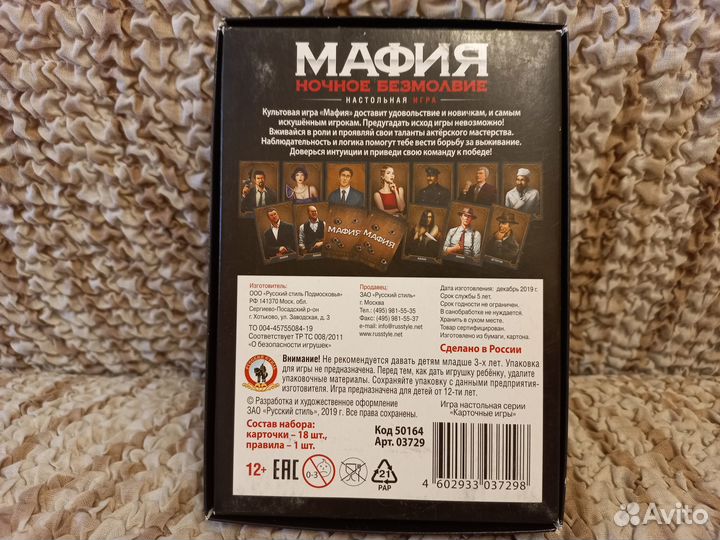 МАФИЯ
НОЧНОЕ БЕЗМОЛВИЕ
НАСТОЛЬНАЯ ИГРА
Культовая игра «Мафия» доставит удовольствие и новичкам, и самым
искушённым игрокам. Предугадать исход игры невозможно!
Вживайся в роли и проявляй свои таланты актёрского мастерства.
Наблюдательность и логика помогут тебе вести борьбу за выживание.
Доверься интуиции и приведи свою команду к победе!
МАФИЯ
МАФИЯ
Изготовитель:
ООО «Русский стиль Подмосковья»
РФ 141370 Моск. обл.
Сергиево-Посадский р-он
г. Хотьково, ул. Заводская, д. 3
ТО 004-45755084-19
Соответствует ТР ТС 008/2011
«О безопасности игрушек»
Продавец:
ЗАО «Русский стиль»
г. Москва
Тел.: (495) 981-55-35
Факс: (495) 981-55-37
e-mail: info@russtyle.net
www.russtyle.net
Дата изготовления: декабрь 2019 г.
Срок службы 5 лет.
Срок годности не ограничен.
В санобработке не нуждается.
Хранить в сухом месте.
Товар сертифицирован.
Изготовлено из бумаги, картона.
Сделано в России
Внимание! Не рекомендуется давать детям младше 3-х лет. Упаковка
для игры не предназначена. Перед тем, как дать игрушку ребёнку, удалите
упаковочные материалы. Сохраняйте упаковку с данными предприятия-
изготовителя. Игра предназначена для детей от 12-ти лет.
© Разработка и художественное оформление
ЗАО "Русский стиль", 2019 г. Все права сохранены.
Игра настольная серии
«Карточные игры»
Состав набора:
карточки – 18 шт.,
правила – 1 шт.
Код 50164
Арт. 03729
12+
EAC
0-3
21
PAP
4 602933 037298
Avito